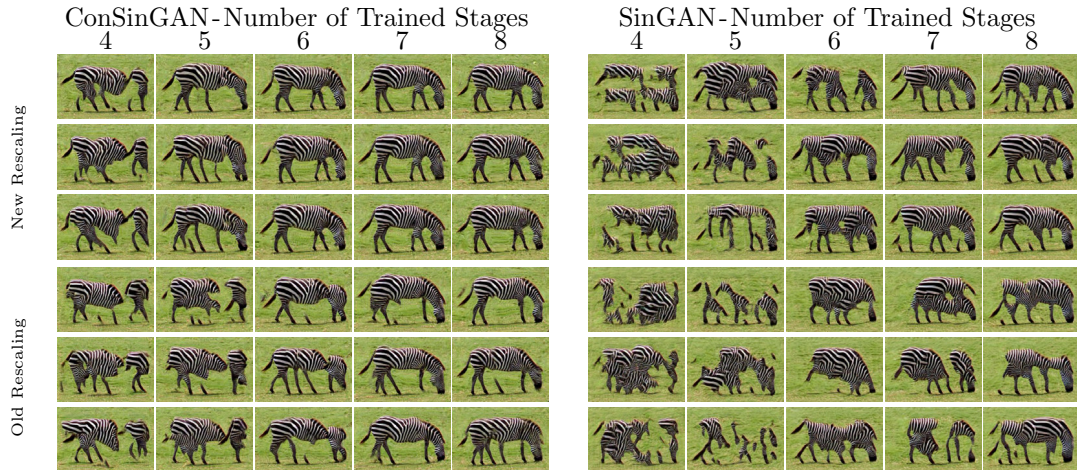 ConSinGAN-Number of Trained Stages
4 5 6 7 8
SinGAN-Number of Trained Stages
4 5 6 7 8
New Rescaling
Old Rescaling